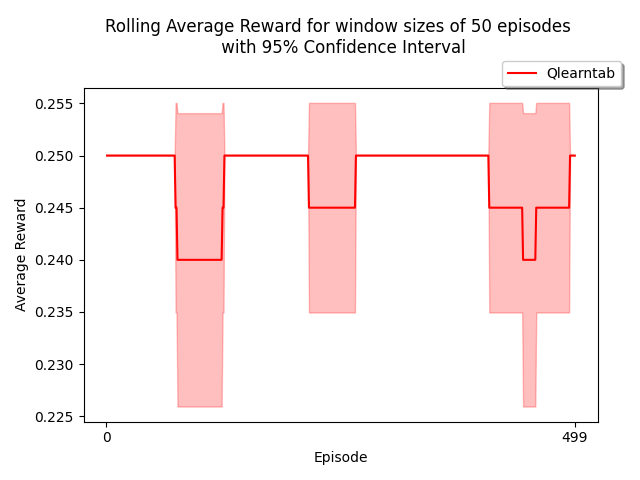 Rolling Average Reward for window sizes of 50 episodes
with 95% Confidence Interval
Qlearntab
0.255
0.250
0.245
0.240
0.235
0.230
0.225
Average Reward
0
499
Episode